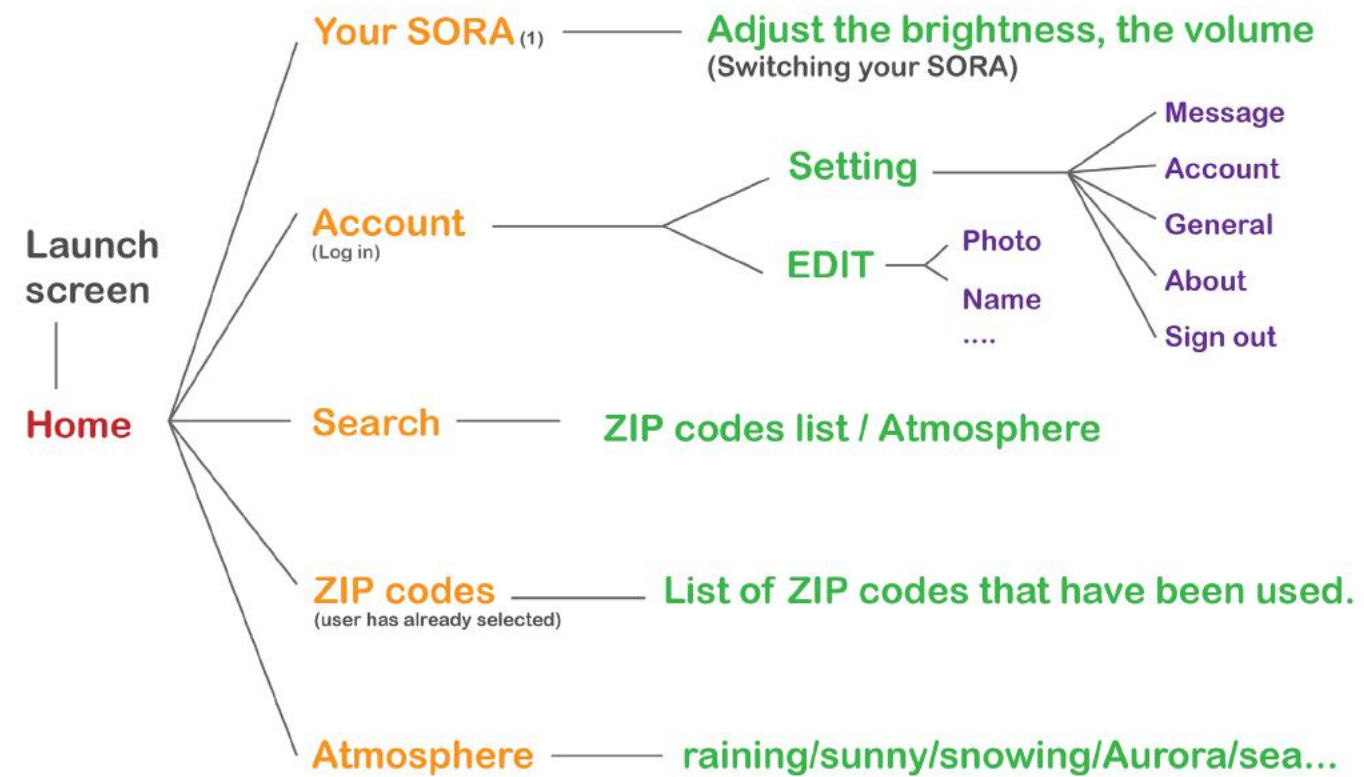 Launch
screen
Home
Your SORA (1)
Adjust the brightness, the volume
(Switching your SORA)
Account
(Log in)
Setting
Message
Account
General
About
Sign out
EDIT
Photo
Name
....
Search
ZIP codes list / Atmosphere
ZIP codes
(user has already selected)
List of ZIP codes that have been used.
Atmosphere
raining/sunny/snowing/Aurora/sea...